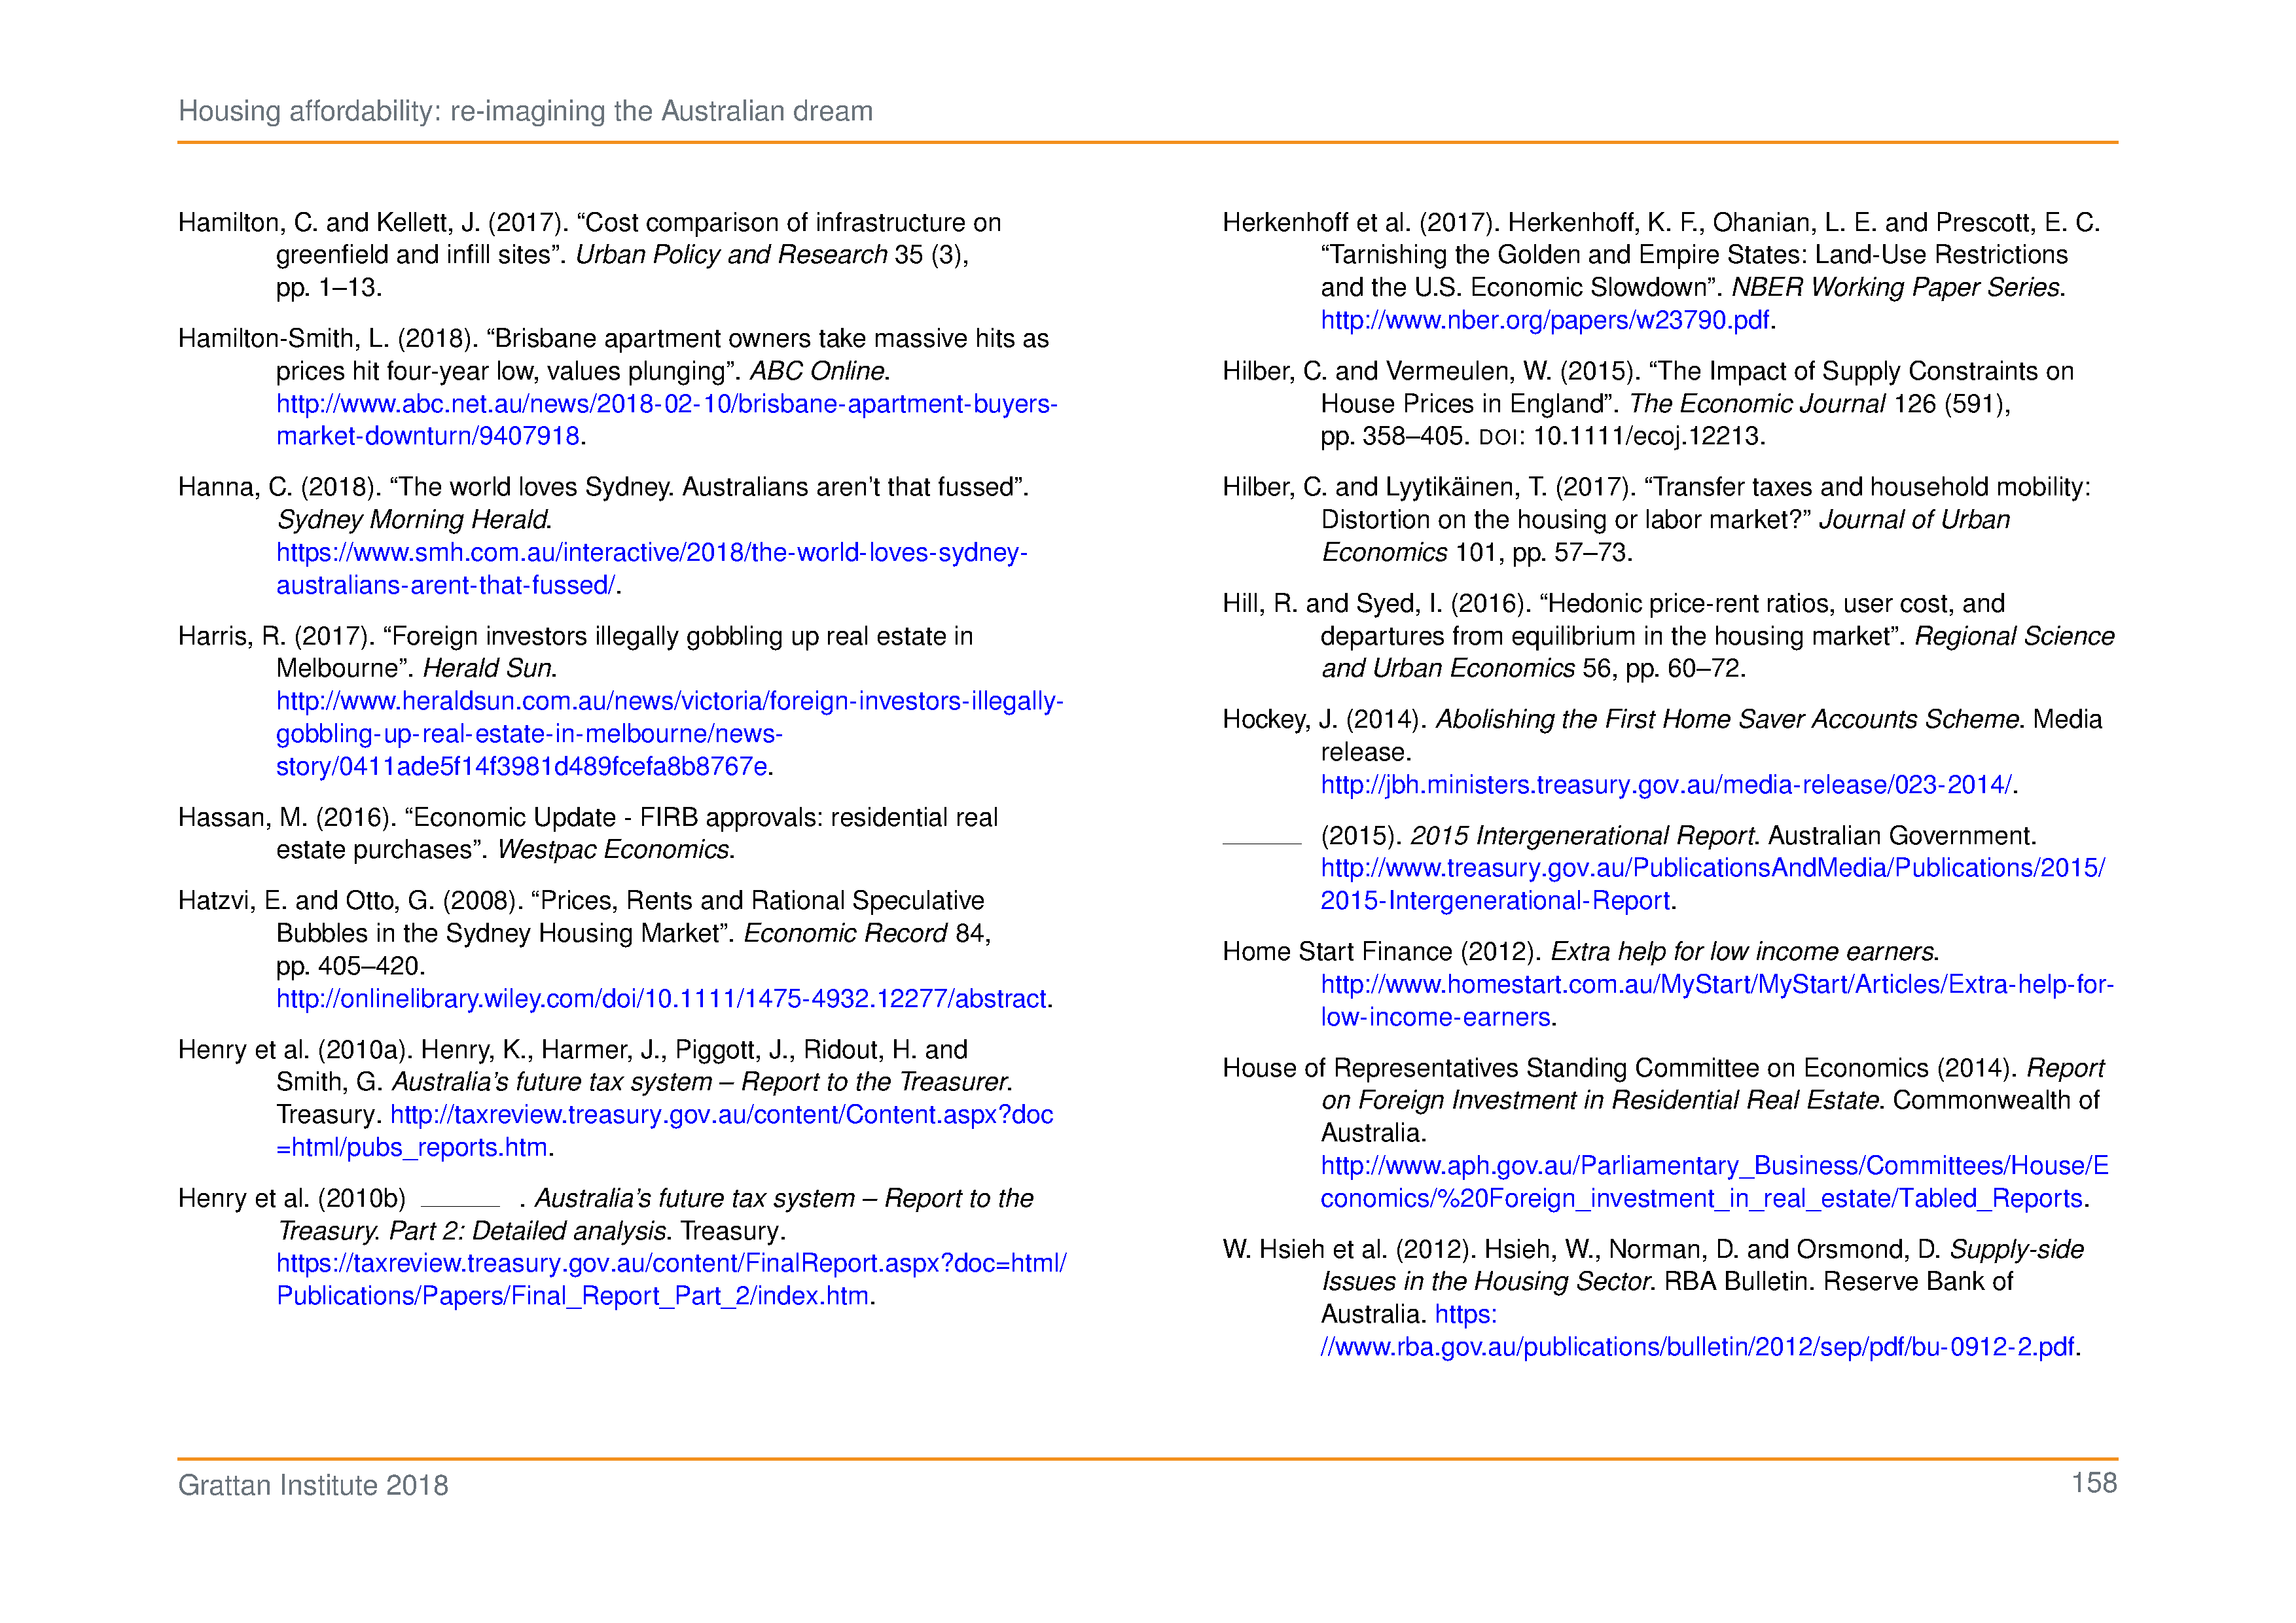 Housing affordability: re-imagining the Australian dream
Hamilton, C. and Kellett, J. (2017). “Cost comparison of infrastructure on
greenfield and infill sites”. Urban Policy and Research 35 (3),
pp. 1–13.
Hamilton-Smith, L. (2018). “Brisbane apartment owners take massive hits as
prices hit four-year low, values plunging”. ABC Online.
http://www.abc.net.au/news/2018-02-10/brisbane-apartment-buyers-
market-downturn/9407918.
Hanna, C. (2018). “The world loves Sydney. Australians aren’t that fussed”.
Sydney Morning Herald.
https://www.smh.com.au/interactive/2018/the-world-loves-sydney-
australians-arent-that-fussed/.
Harris, R. (2017). “Foreign investors illegally gobbling up real estate in
Melbourne”. Herald Sun.
http://www.heraldsun.com.au/news/victoria/foreign-investors-illegally-
gobbling-up-real-estate-in-melbourne/news-
story/0411ade5f14f3981d489fcefa8b8767e.
Hassan, M. (2016). “Economic Update - FIRB approvals: residential real
estate purchases”. Westpac Economics.
Hatzvi, E. and Otto, G. (2008). “Prices, Rents and Rational Speculative
Bubbles in the Sydney Housing Market”. Economic Record 84,
pp. 405–420.
http://onlinelibrary.wiley.com/doi/10.1111/1475-4932.12277/abstract.
Henry et al. (2010a). Henry, K., Harmer, J., Piggott, J., Ridout, H. and
Smith, G. Australia’s future tax system – Report to the Treasurer.
Treasury. http://taxreview.treasury.gov.au/content/Content.aspx?doc
=html/pubs_reports.htm.
Henry et al. (2010b) ______ . Australia’s future tax system – Report to the
Treasury. Part 2: Detailed analysis. Treasury.
https://taxreview.treasury.gov.au/content/FinalReport.aspx?doc=html/
Publications/Papers/Final_Report_Part_2/index.htm.
Herkenhoff et al. (2017). Herkenhoff, K. F., Ohanian, L. E. and Prescott, E. C.
“Tarnishing the Golden and Empire States: Land-Use Restrictions
and the U.S. Economic Slowdown”. NBER Working Paper Series.
http://www.nber.org/papers/w23790.pdf.
Hilber, C. and Vermeulen, W. (2015). “The Impact of Supply Constraints on
House Prices in England”. The Economic Journal 126 (591),
pp. 358–405. DOI: 10.1111/ecoj.12213.
Hilber, C. and Lyytikäinen, T. (2017). “Transfer taxes and household mobility:
Distortion on the housing or labor market?” Journal of Urban
Economics 101, pp. 57–73.
Hill, R. and Syed, I. (2016). “Hedonic price-rent ratios, user cost, and
departures from equilibrium in the housing market”. Regional Science
and Urban Economics 56, pp. 60–72.
Hockey, J. (2014). Abolishing the First Home Saver Accounts Scheme. Media
release.
http://jbh.ministers.treasury.gov.au/media-release/023-2014/.
______ (2015). 2015 Intergenerational Report. Australian Government.
http://www.treasury.gov.au/PublicationsAndMedia/Publications/2015/
2015-Intergenerational-Report.
Home Start Finance (2012). Extra help for low income earners.
http://www.homestart.com.au/MyStart/MyStart/Articles/Extra-help-for-
low-income-earners.
House of Representatives Standing Committee on Economics (2014). Report
on Foreign Investment in Residential Real Estate. Commonwealth of
Australia.
http://www.aph.gov.au/Parliamentary_Business/Committees/House/E
conomics/%20Foreign_investment_in_real_estate/Tabled_Reports.
W. Hsieh et al. (2012). Hsieh, W., Norman, D. and Orsmond, D. Supply-side
Issues in the Housing Sector. RBA Bulletin. Reserve Bank of
Australia. https:
//www.rba.gov.au/publications/bulletin/2012/sep/pdf/bu-0912-2.pdf.
Grattan Institute 2018
158